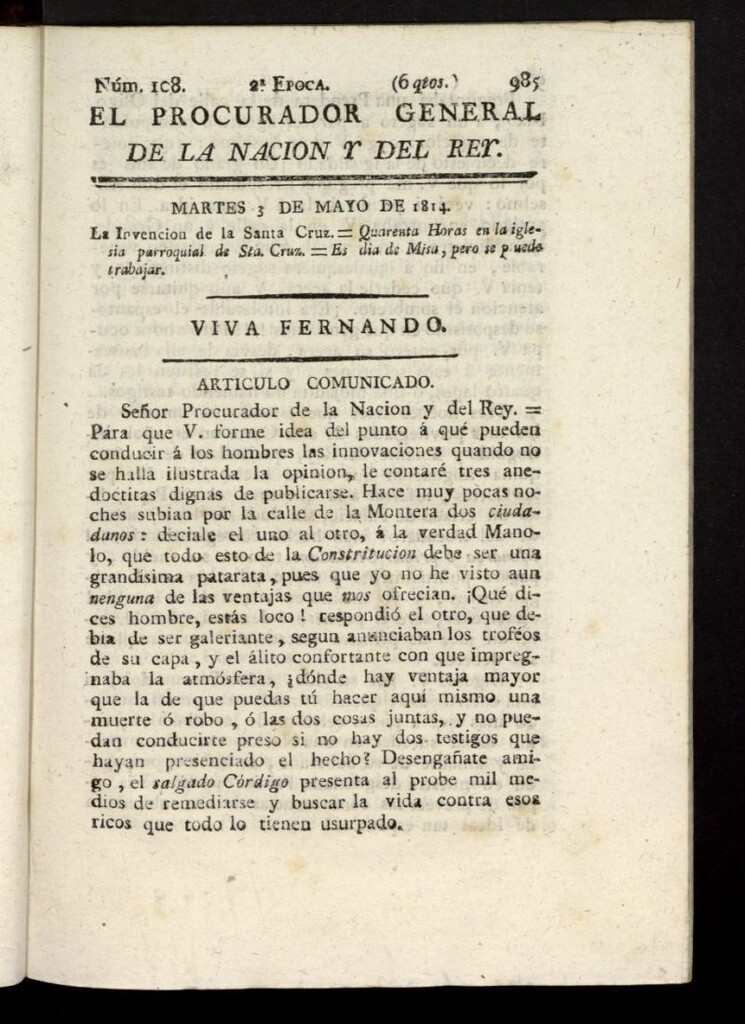 Núm. 108. 2ª EPOCA. (6 qtos.) 985
EL PROCURADOR GENERAL
DE LA NACION Y DEL REY.
MARTES 3 DE MAYO DE 1814.
La Invencion de la Santa Cruz. = Quarenta Horas en la igle-
sia parroquial de Sta. Cruz. = Es dia de Misa, pero se puede
trabajar.
VIVA FERNANDO.
ARTICULO COMUNICADO.
Señor Procurador de la Nacion y del Rey. =
Para que V. forme idea del punto á qué pueden
conducir á los hombres las innovaciones quando no
se halla ilustrada la opinion, le contaré tres ane-
doctitas dignas de publicarse. Hace muy pocas no-
ches subian por la calle de la Montera dos ciuda-
danos: deciale el uno al otro, á la verdad Mano-
lo, que todo esto de la Constritucion debe ser una
grandísima patarata, pues que yo no he visto aun
nenguna de las ventajas que mos ofrecian. ¡Qué di-
ces hombre, estás loco! respondió el otro, que de-
bia de ser galeriante, segun anunciaban los troféos
de su capa, y el álito confortante con que impreg-
naba la atmósfera, ¿dónde hay ventaja mayor
que la de que puedas tú hacer aquí mismo una
muerte ó robo, ó las dos cosas juntas, y no pue-
dan conducirte preso si no hay dos testigos que
hayan presenciado el hecho? Desengañate ami-
go, el salgado Córdigo presenta al probe mil me-
dios de remediarse y buscar la vida contra esos
ricos que todo lo tienen usurpado.